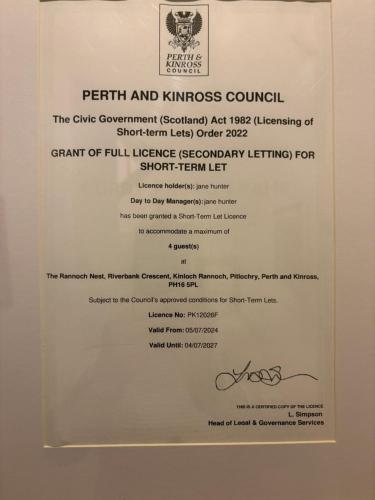 PERTH &
KINROSS
COUNCIL
PERTH AND KINROSS COUNCIL
The Civic Government (Scotland) Act 1982 (Licensing of
Short-term Lets) Order 2022
GRANT OF FULL LICENCE (SECONDARY LETTING) FOR
SHORT-TERM LET
Licence holder(s): jane hunter
Day to Day Manager(s): jane hunter
has been granted a Short-Term Let Licence
to accommodate a maximum of
4 guest(s)
at
The Rannoch Nest, Riverbank Crescent, Kinloch Rannoch, Pitlochry, Perth and Kinross,
PH16 5PL
Subject to the Council's approved conditions for Short-Term Lets.
Licence No: PK12026F
Valid From: 05/07/2024
Valid Until: 04/07/2027
THIS IS A CERTIFIED COPY OF THE LICENCE
L. Simpson
Head of Legal & Governance Services